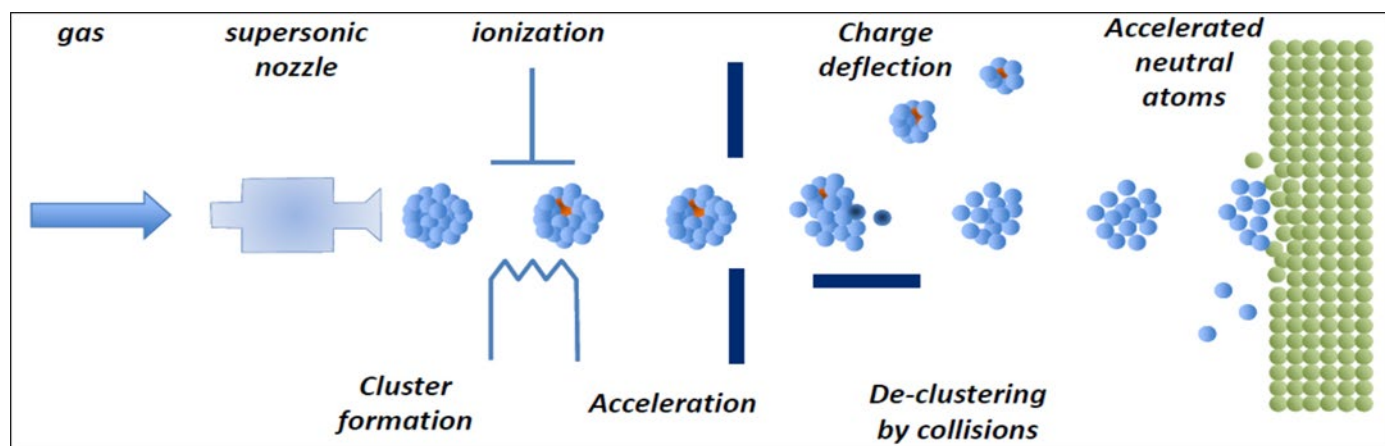 gas
supersonic
nozzle
ionization
Charge
deflection
Accelerated
neutral
atoms
Cluster
formation
Acceleration
De-clustering
by collisions